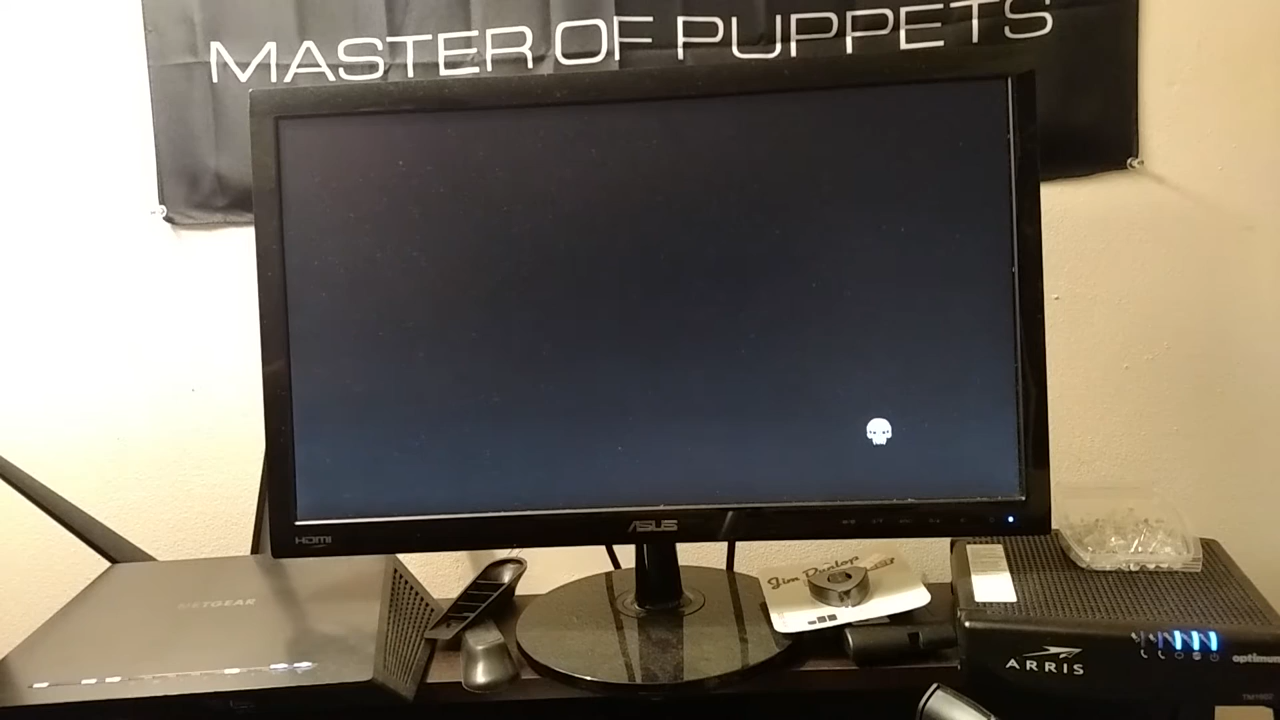 MASTER OF PUPPETS
HDMI
ASUS
NETGEAR
Jim Dunlop
ARRIS
optimum